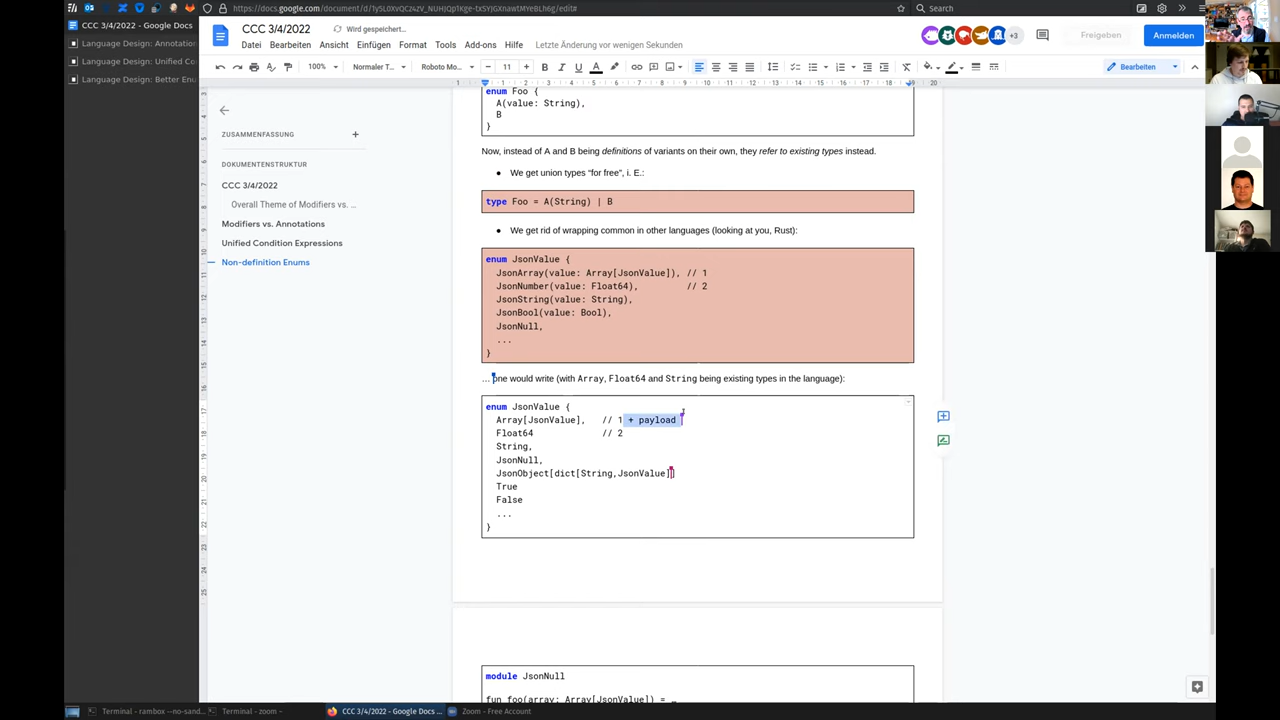 CCC 3/4/2022 - Google Docs
Language Design: Annotation
Language Design: Unified Co
Language Design: Better Enu
Search
CCC 3/4/2022
Wird gespeichert...
Datei Bearbeiten Ansicht Einfügen Format Tools Add-ons Hilfe Letzte Änderung vor wenigen Sekunden
+3
Freigeben
Anmelden
100% Normaler T... Roboto Mo... 11
Bearbeiten
ZUSAMMENFASSUNG
DOKUMENTENSTRUKTUR
CCC 3/4/2022
Overall Theme of Modifiers vs. ...
Modifiers vs. Annotations
Unified Condition Expressions
Non-definition Enums
enum Foo {
A(value: String),
B
}
Now, instead of A and B being definitions of variants on their own, they refer to existing types instead.
● We get union types “for free”, i. E.:
type Foo = A(String) | B
● We get rid of wrapping common in other languages (looking at you, Rust):
enum JsonValue {
JsonArray(value: Array[JsonValue]), // 1
JsonNumber(value: Float64), // 2
JsonString(value: String),
JsonBool(value: Bool),
JsonNull,
...
}
… one would write (with Array, Float64 and String being existing types in the language):
enum JsonValue {
Array[JsonValue], // 1 + payload
Float64 // 2
String,
JsonNull,
JsonObject[dict[String,JsonValue]]
True
False
...
}
module JsonNull
fun foo(array: Array[JsonValue]) = …
Terminal - rambox --no-sand...
Terminal - zoom ~
CCC 3/4/2022 - Google Docs ...
Zoom - Free Account